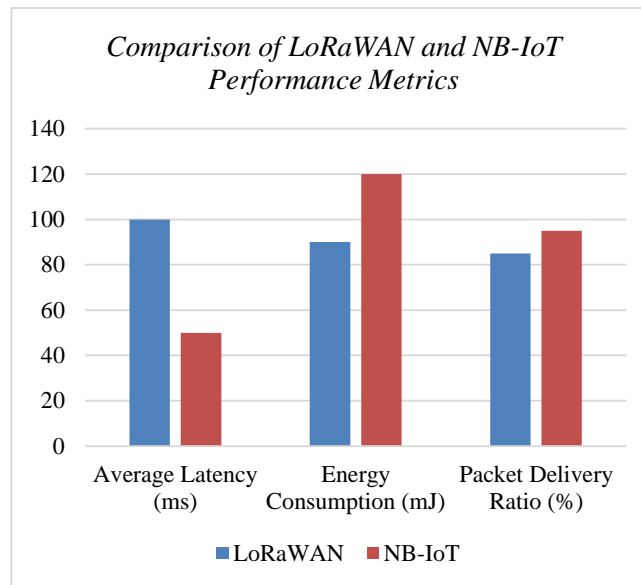 Comparison of LoRaWAN and NB-IoT
Performance Metrics
140
120
100
80
60
40
20
0
Average Latency
(ms)
Energy
Consumption (mJ)
Packet Delivery
Ratio (%)
LoRaWAN
NB-IoT